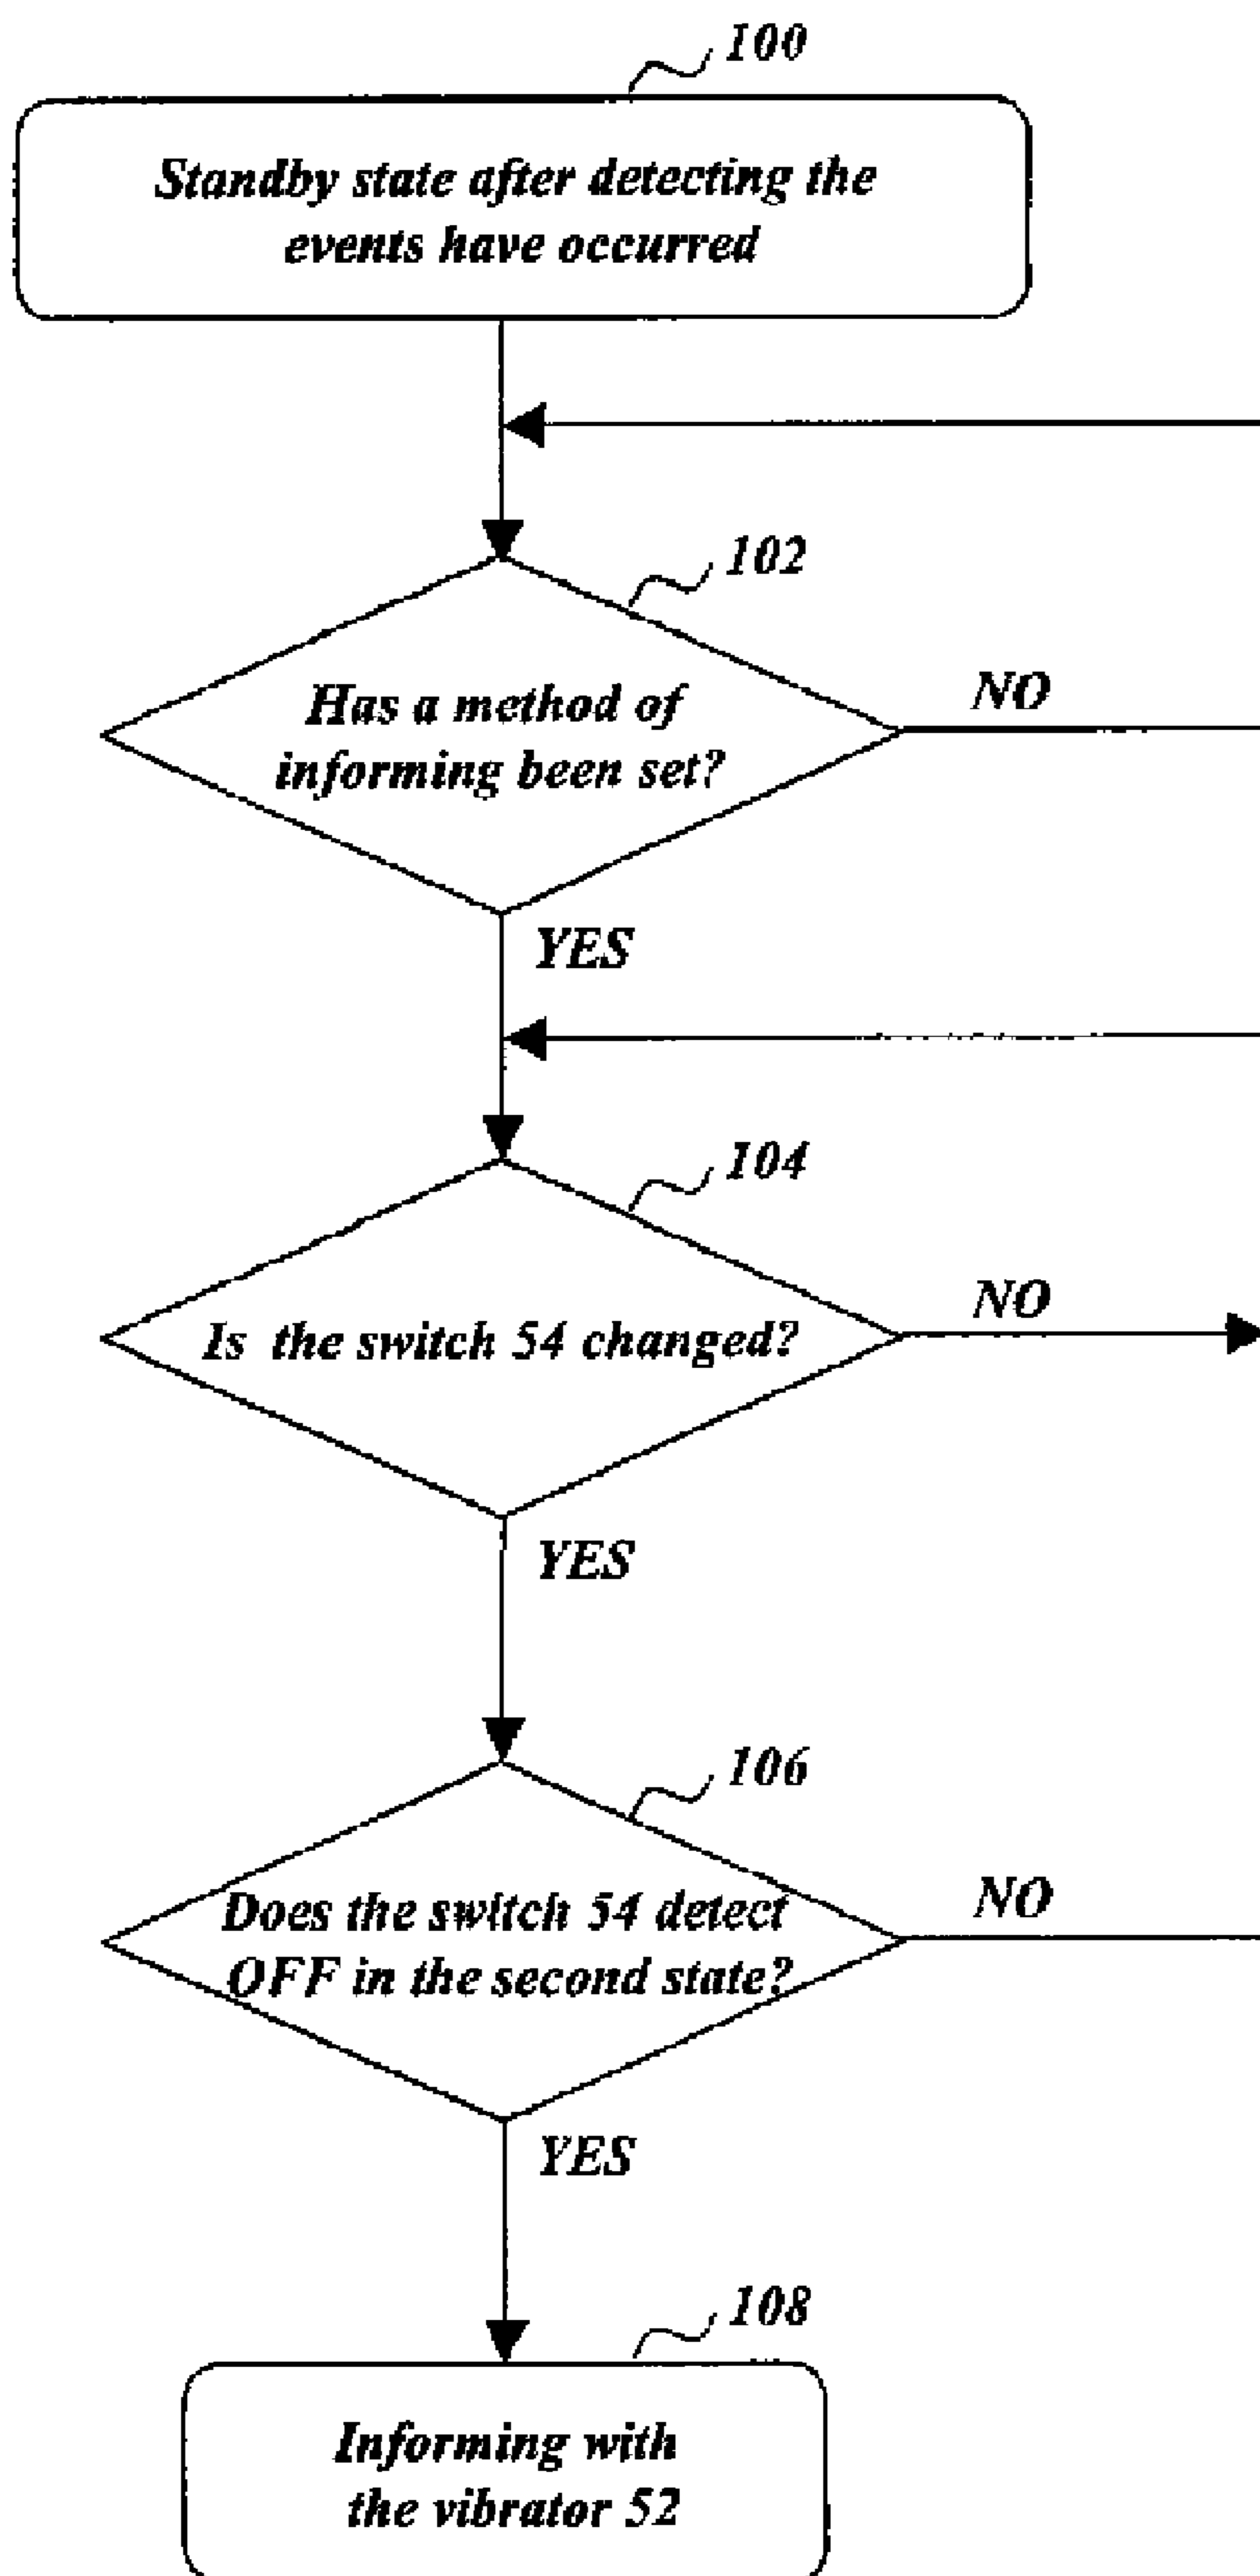 100
Standby state after detecting the
events have occurred
102
Has a method of
informing been set?
NO
YES
104
Is the switch 54 changed?
NO
YES
106
Does the switch 54 detect
OFF in the second state?
NO
YES
108
Informing with
the vibrator 52